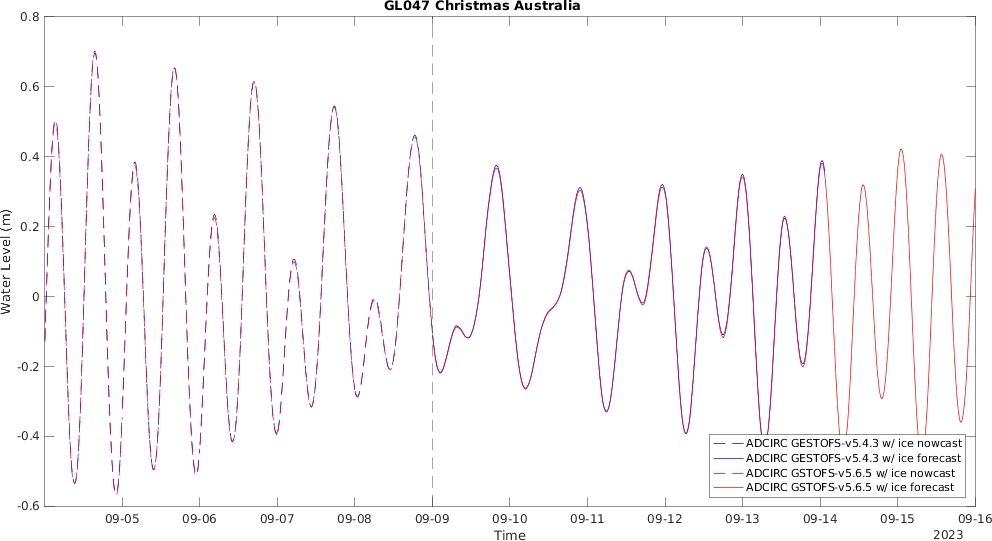 GL047 Christmas Australia
0.8
0.6
0.4
0.2
0
-0.2
-0.4
-0.6
Water Level (m)
09-05 09-06 09-07 09-08 09-09 09-10 09-11 09-12 09-13 09-14 09-15 09-16
Time
2023
ADCIRC GESTOFS-v5.4.3 w/ ice nowcast
ADCIRC GESTOFS-v5.4.3 w/ ice forecast
ADCIRC GSTOFS-v5.6.5 w/ ice nowcast
ADCIRC GSTOFS-v5.6.5 w/ ice forecast